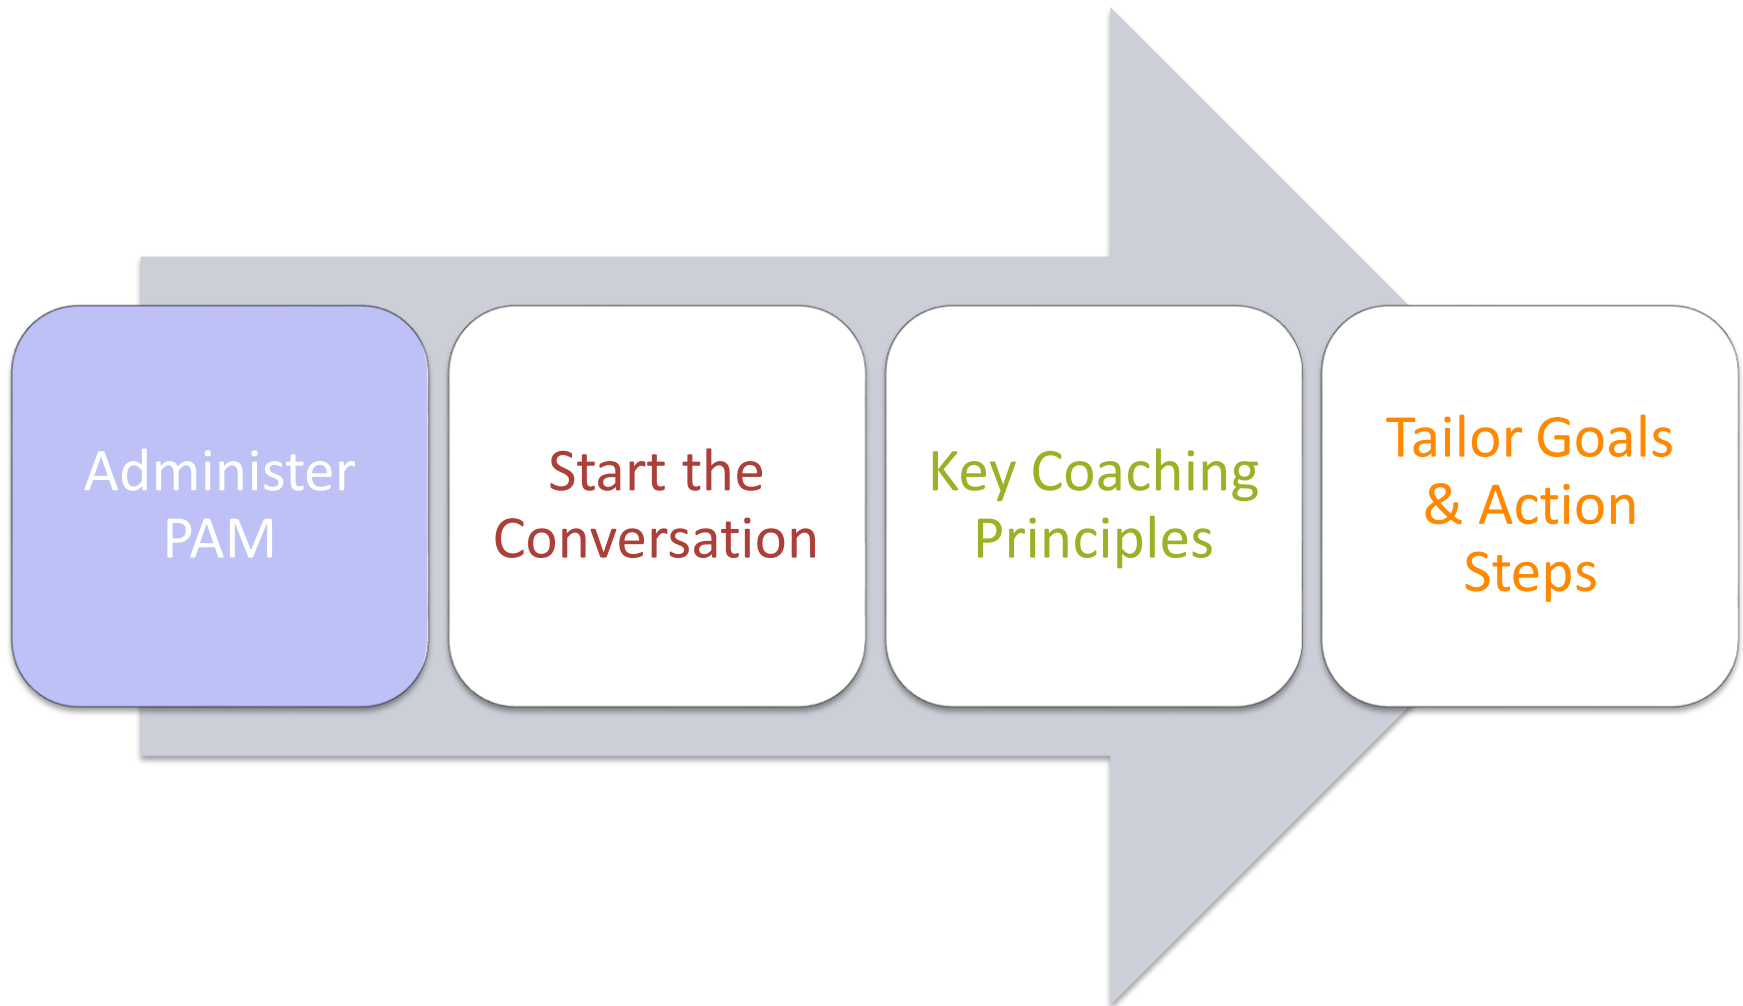 Administer
PAM
Start the
Conversation
Key Coaching
Principles
Tailor Goals
& Action
Steps